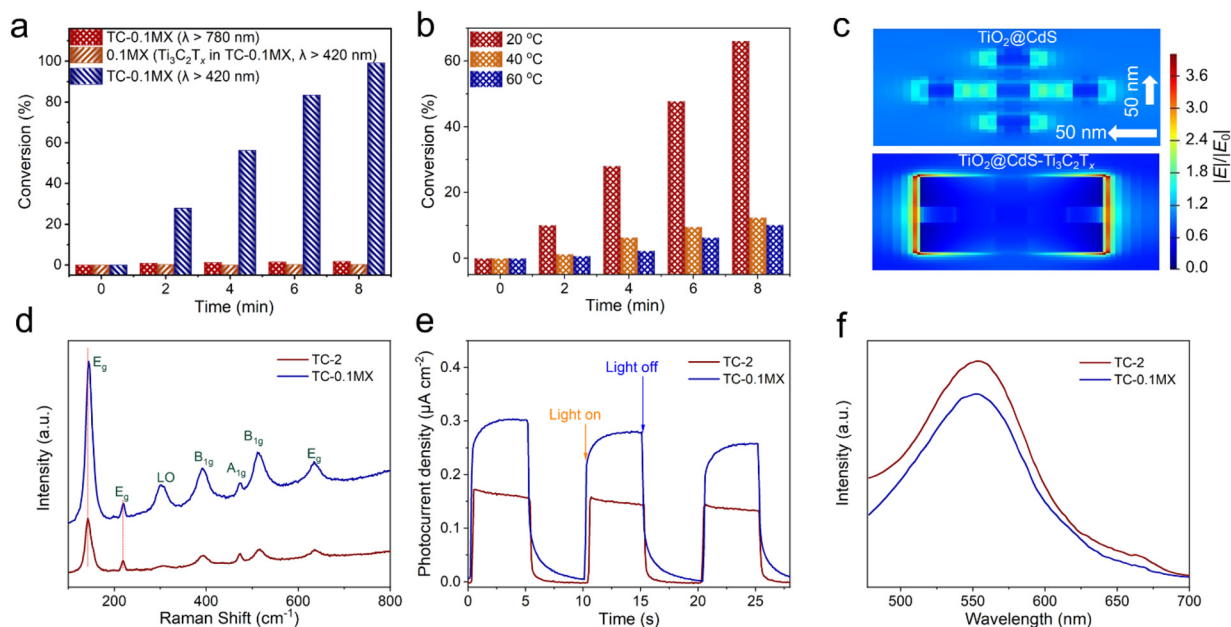 a
TC-0.1MX (λ > 780 nm)
0.1MX (Ti₃C₂Tₓ in TC-0.1MX, λ > 420 nm)
TC-0.1MX (λ > 420 nm)
Conversion (%)
100
80
60
40
20
0
0 2 4 6 8
Time (min)
b
20 °C
40 °C
60 °C
Conversion (%)
60
40
20
0
0 2 4 6 8
Time (min)
c
TiO₂@CdS
50 nm
50 nm
TiO₂@CdS-Ti₃C₂Tₓ
3.6
3.0
2.4
1.8
1.2
0.6
0.0
|E|/|E₀|
d
TC-2
TC-0.1MX
E_g
E_g
LO
B₁g
A₁g
B₁g
E_g
Intensity (a.u.)
200 400 600 800
Raman Shift (cm⁻¹)
e
TC-2
TC-0.1MX
Light off
Light on
Photocurrent density (μA cm⁻²)
0.4
0.3
0.2
0.1
0.0
0 5 10 15 20 25
Time (s)
f
TC-2
TC-0.1MX
Intensity (a.u.)
500 550 600 650 700
Wavelength (nm)